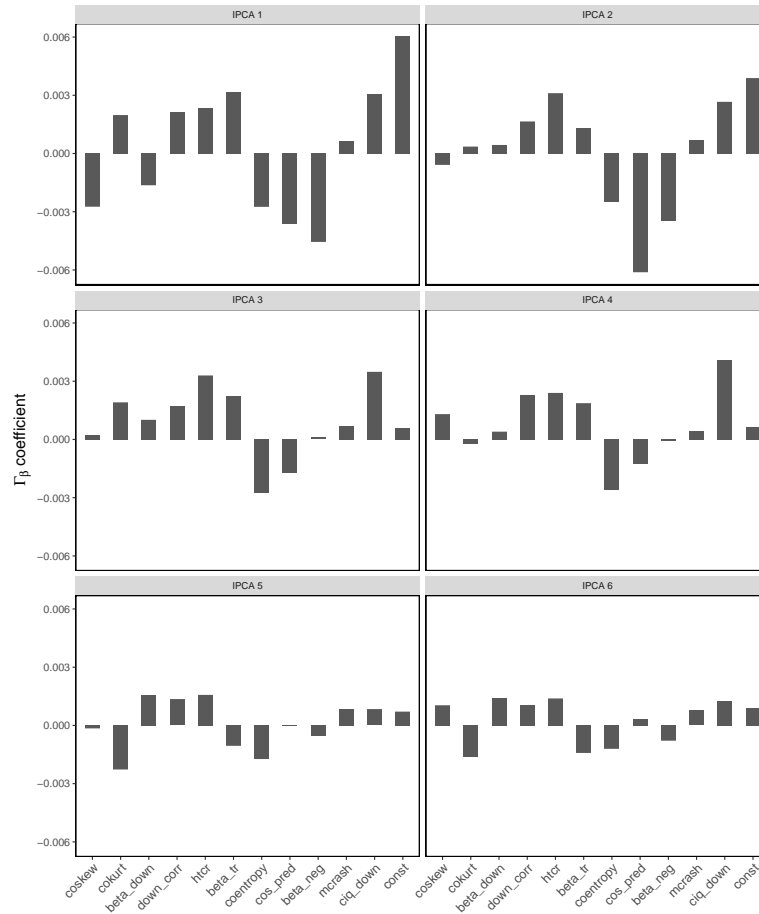 IPCA 1
IPCA 2
0.006
0.003
0.000
−0.003
−0.006
IPCA 3
IPCA 4
0.006
0.003
0.000
−0.003
−0.006
IPCA 5
IPCA 6
0.006
0.003
0.000
−0.003
−0.006
Γβ coefficient
coskew
cokurt
beta_down
down_corr
htcr
beta_tr
coentropy
cos_pred
beta_neg
mcrash
ciq_down
const
coskew
cokurt
beta_down
down_corr
htcr
beta_tr
coentropy
cos_pred
beta_neg
mcrash
ciq_down
const